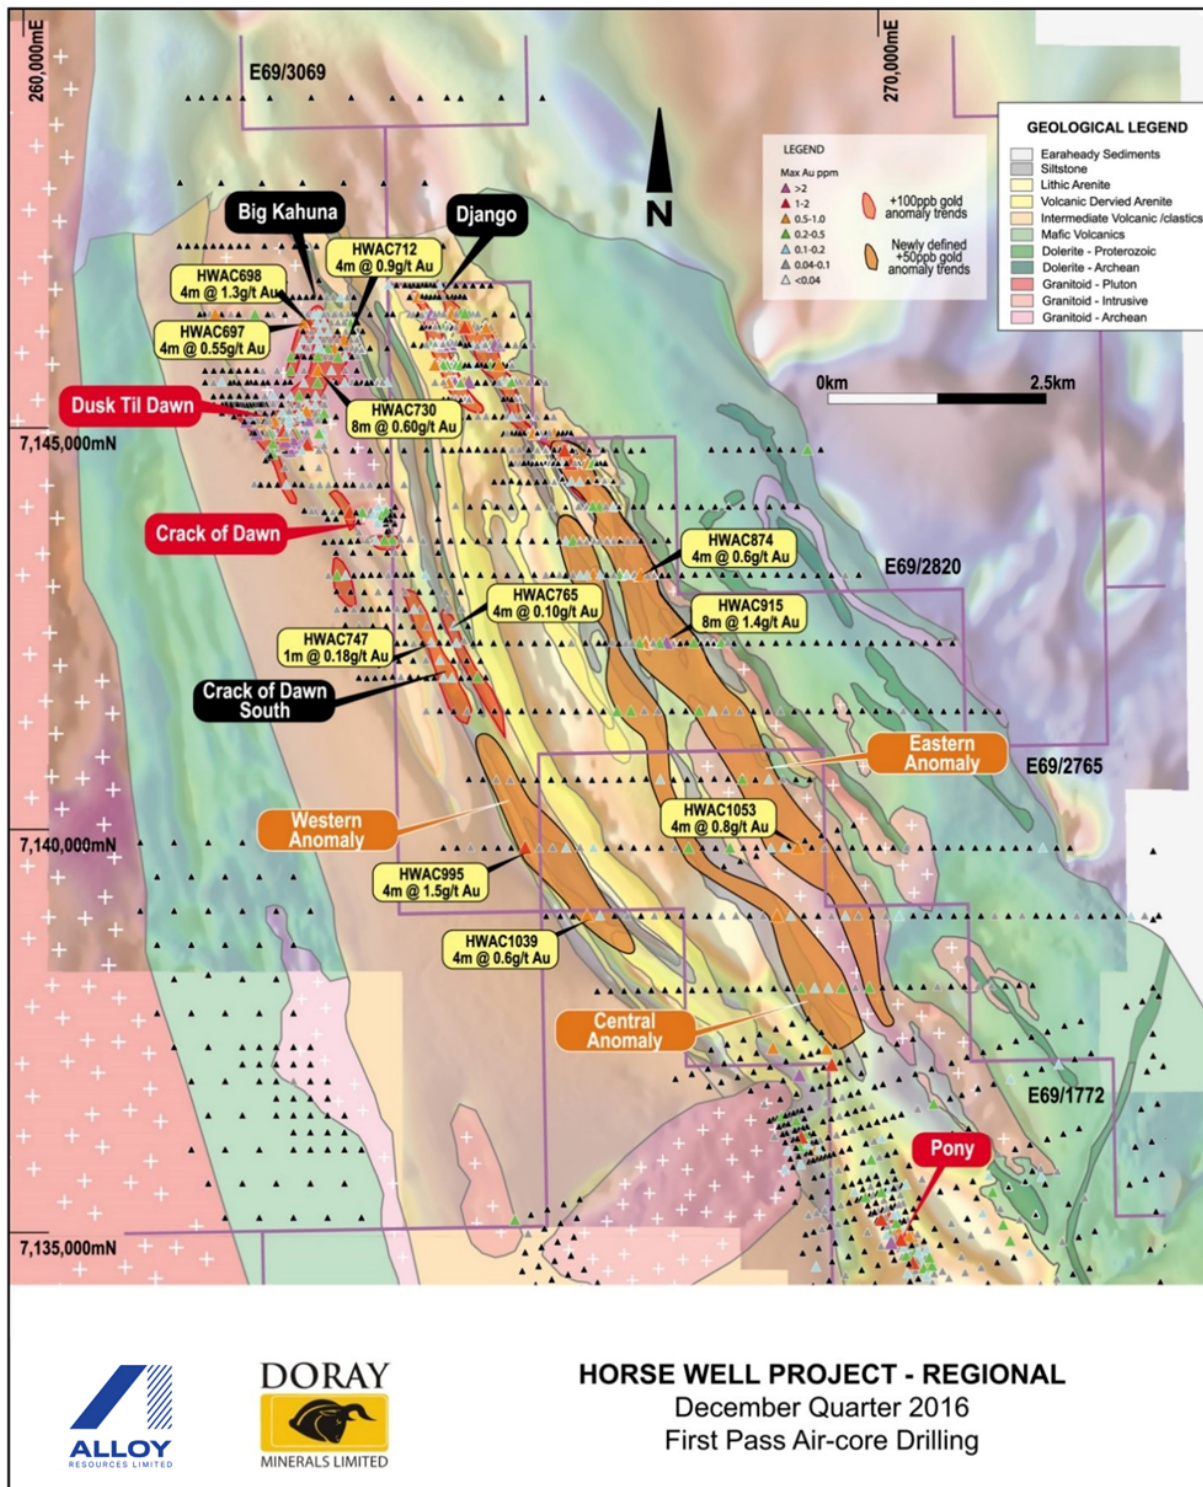 260,000mE
270,000mE
E69/3069
GEOLOGICAL LEGEND
Earaheady Sediments
Siltstone
Lithic Arenite
Volcanic Dervied Arenite
Intermediate Volcanic /clastics
Mafic Volcanics
Dolerite - Proterozoic
Dolerite - Archean
Granitoid - Pluton
Granitoid - Intrusive
Granitoid - Archean
LEGEND
Max Au ppm
>2
1-2
0.5-1.0
0.2-0.5
0.1-0.2
0.04-0.1
<0.04
+100ppb gold
anomaly trends
Newly defined
+50ppb gold
anomaly trends
N
0km
2.5km
Big Kahuna
Django
HWAC712
4m @ 0.9g/t Au
HWAC698
4m @ 1.3g/t Au
HWAC697
4m @ 0.55g/t Au
Dusk Til Dawn
HWAC730
8m @ 0.60g/t Au
7,145,000mN
Crack of Dawn
HWAC874
4m @ 0.6g/t Au
E69/2820
HWAC765
4m @ 0.10g/t Au
HWAC915
8m @ 1.4g/t Au
HWAC747
1m @ 0.18g/t Au
Crack of Dawn
South
Eastern
Anomaly
E69/2765
Western
Anomaly
HWAC1053
4m @ 0.8g/t Au
7,140,000mN
HWAC995
4m @ 1.5g/t Au
HWAC1039
4m @ 0.6g/t Au
Central
Anomaly
E69/1772
Pony
7,135,000mN
ALLOY
RESOURCES LIMITED
DORAY
MINERALS LIMITED
HORSE WELL PROJECT - REGIONAL
December Quarter 2016
First Pass Air-core Drilling